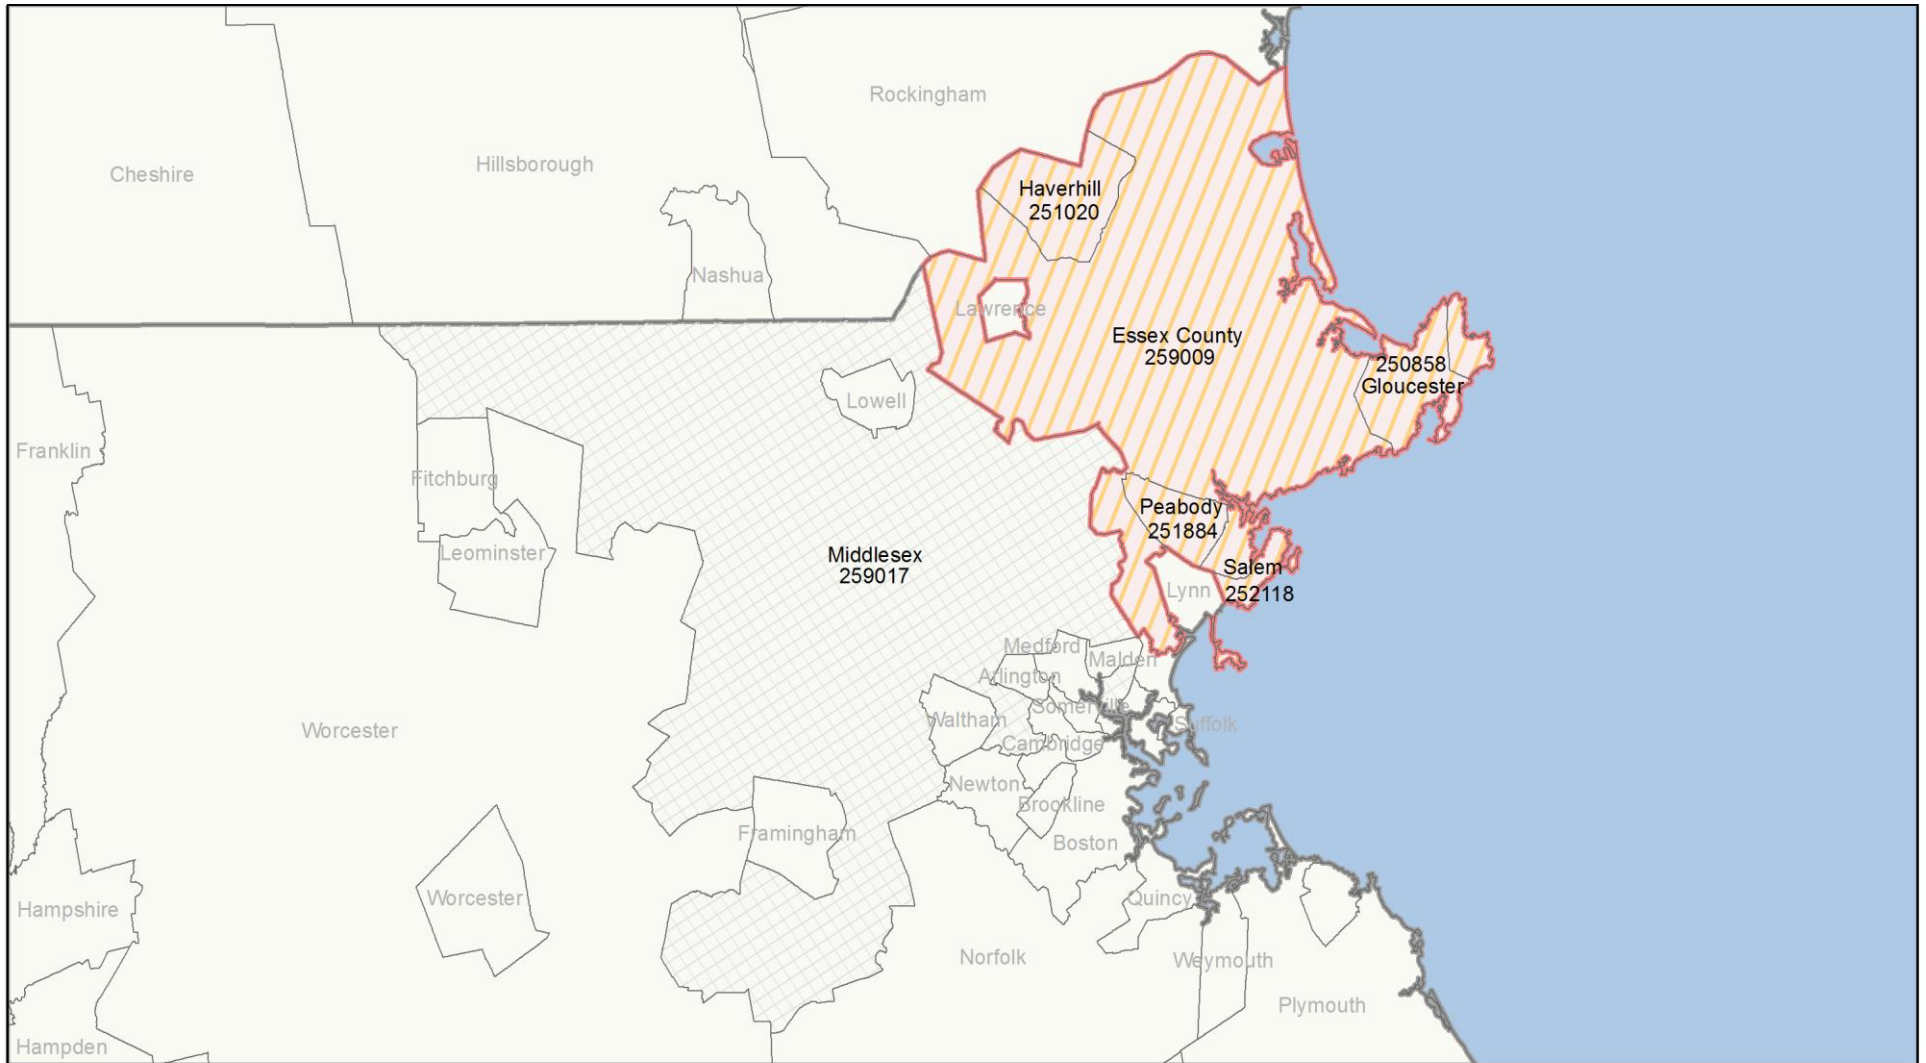 Rockingham
Cheshire
Hillsborough
Haverhill
251020
Nashua
Lawrence
Essex County
259009
250858
Gloucester
Lowell
Franklin
Fitchburg
Peabody
251884
Leominster
Middlesex
259017
Salem
252118
Lynn
Medford
Malden
Arlington
Somerville
Waltham
Suffolk
Worcester
Cambridge
Newton
Brookline
Framingham
Boston
Worcester
Quincy
Hampshire
Norfolk
Weymouth
Plymouth
Hampden